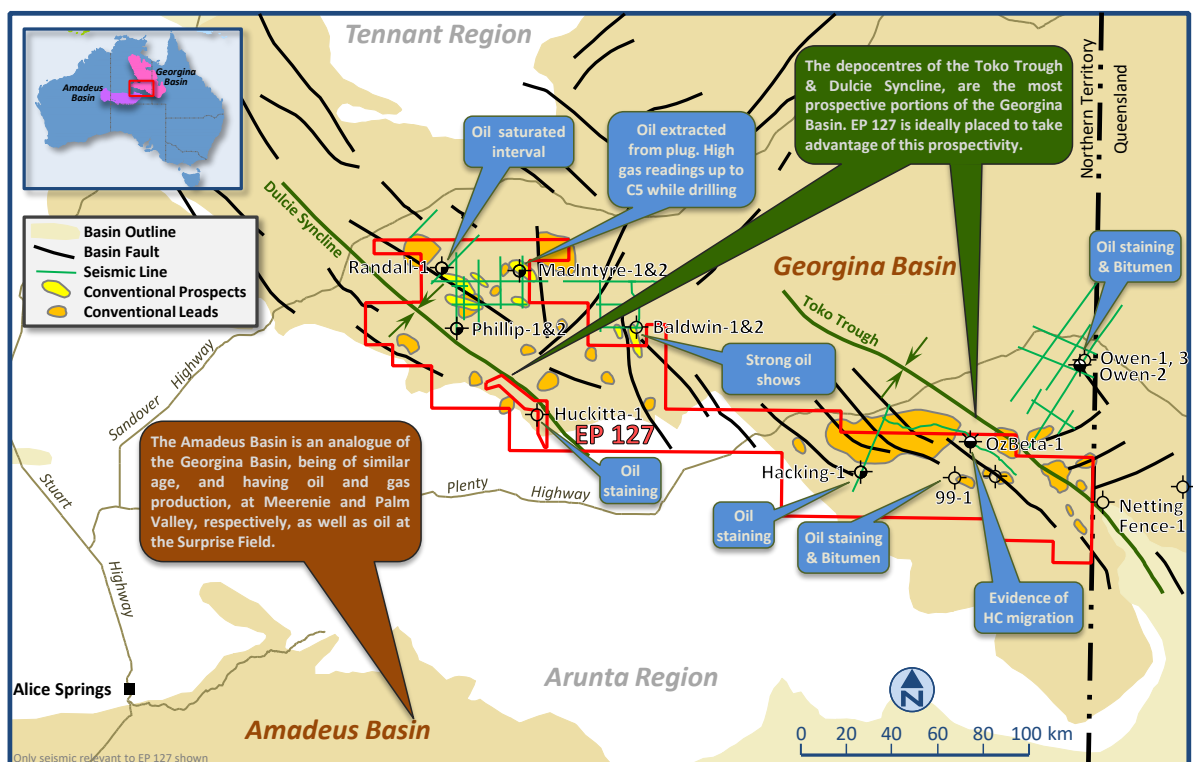 Tennant Region
Georgina
Basin
Amadeus
Basin
The depocentres of the Toko Trough
& Dulcie Syncline, are the most
prospective portions of the Georgina
Basin. EP 127 is ideally placed to take
advantage of this prospectivity.
Northern Territory
Queensland
Oil saturated
interval
Oil extracted
from plug. High
gas readings up to
C5 while drilling
Dulcie Syncline
Basin Outline
Basin Fault
Seismic Line
Conventional Prospects
Conventional Leads
Randall-1
MacIntyre-1&2
Georgina Basin
Oil staining
& Bitumen
Phillip-1&2
Baldwin-1&2
Toko Trough
Strong oil
shows
Owen-1, 3
Owen-2
Sandover
Highway
Huckitta-1
EP 127
OzBeta-1
The Amadeus Basin is an analogue of
the Georgina Basin, being of similar
age, and having oil and gas
production, at Meerenie and Palm
Valley, respectively, as well as oil at
the Surprise Field.
Oil
staining
Hacking-1
99-1
Plenty
Highway
Netting
Fence-1
Oil
staining
Oil staining
& Bitumen
Stuart
Highway
Evidence of
HC migration
Arunta Region
Alice Springs
Amadeus Basin
N
0 20 40 60 80 100 km
Only seismic relevant to EP 127 shown